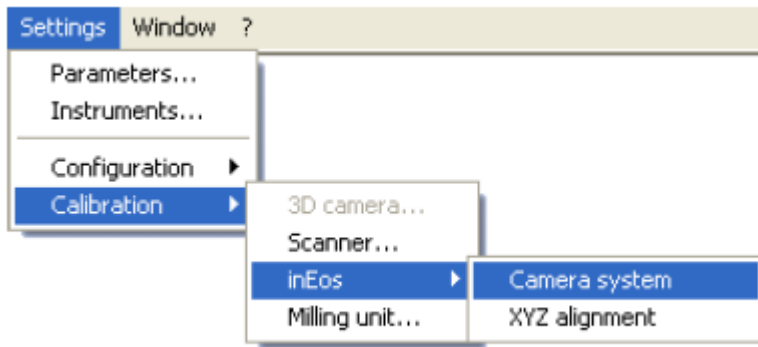 Settings Window ?
Parameters...
Instruments...
Configuration
Calibration
3D camera...
Scanner...
inEos
Milling unit...
Camera system
XYZ alignment